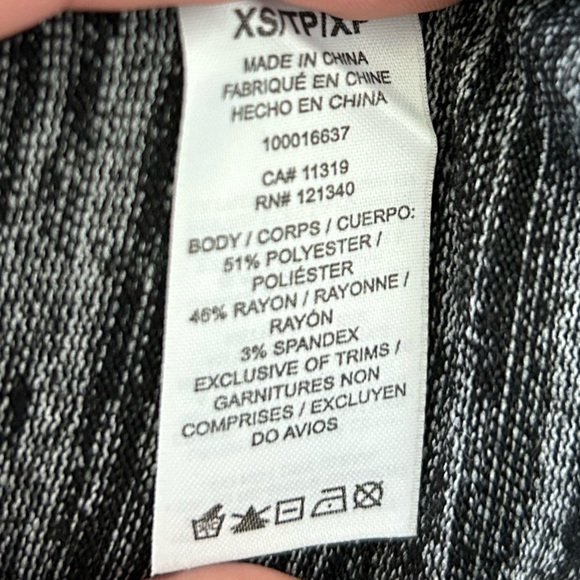 XS/TP/XP
MADE IN CHINA
FABRIQUÉ EN CHINE
HECHO EN CHINA
100016637
CA# 11319
RN# 121340
BODY / CORPS / CUERPO:
51% POLYESTER /
POLIÉSTER
46% RAYON / RAYONNE /
RAYÓN
3% SPANDEX
EXCLUSIVE OF TRIMS /
GARNITURES NON
COMPRISES / EXCLUYEN
DO AVIOS